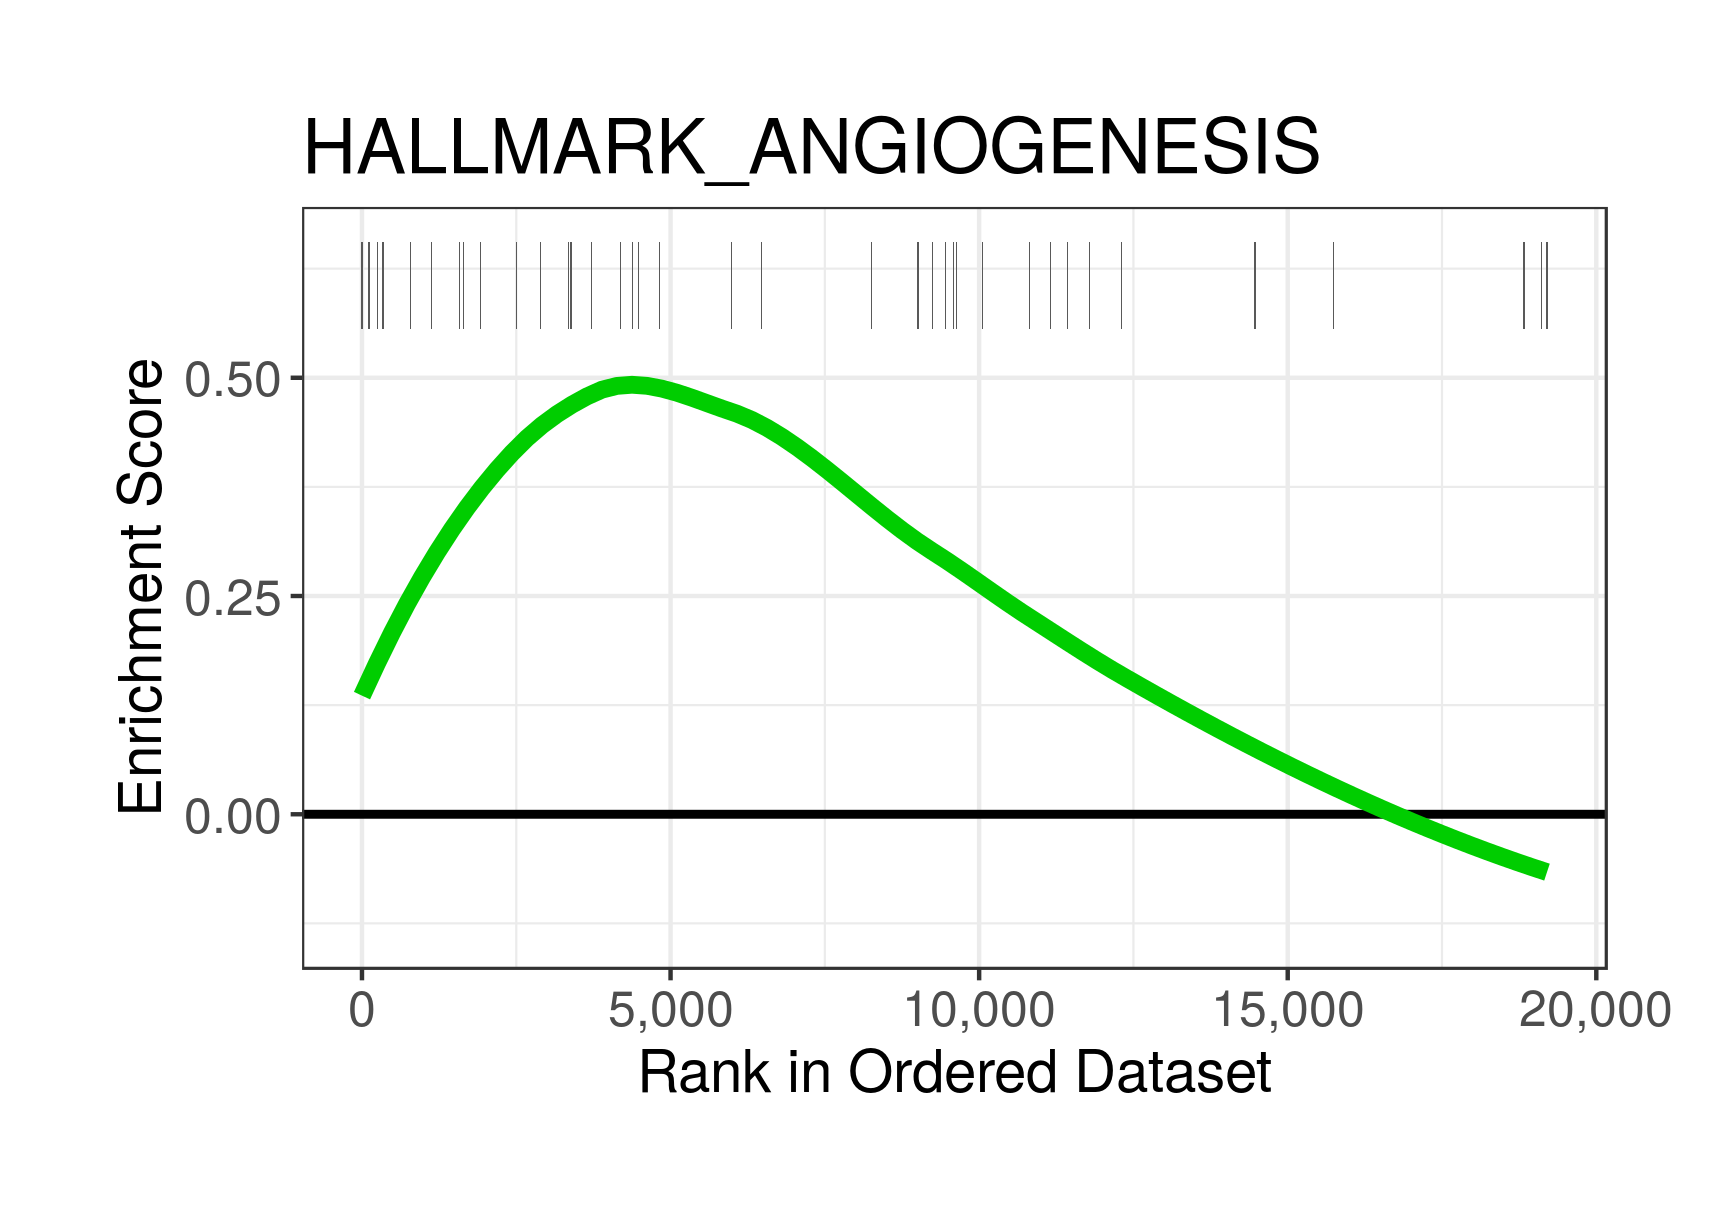 HALLMARK_ANGIOGENESIS
Enrichment Score
0.50
0.25
0.00
0 5,000 10,000 15,000 20,000
Rank in Ordered Dataset